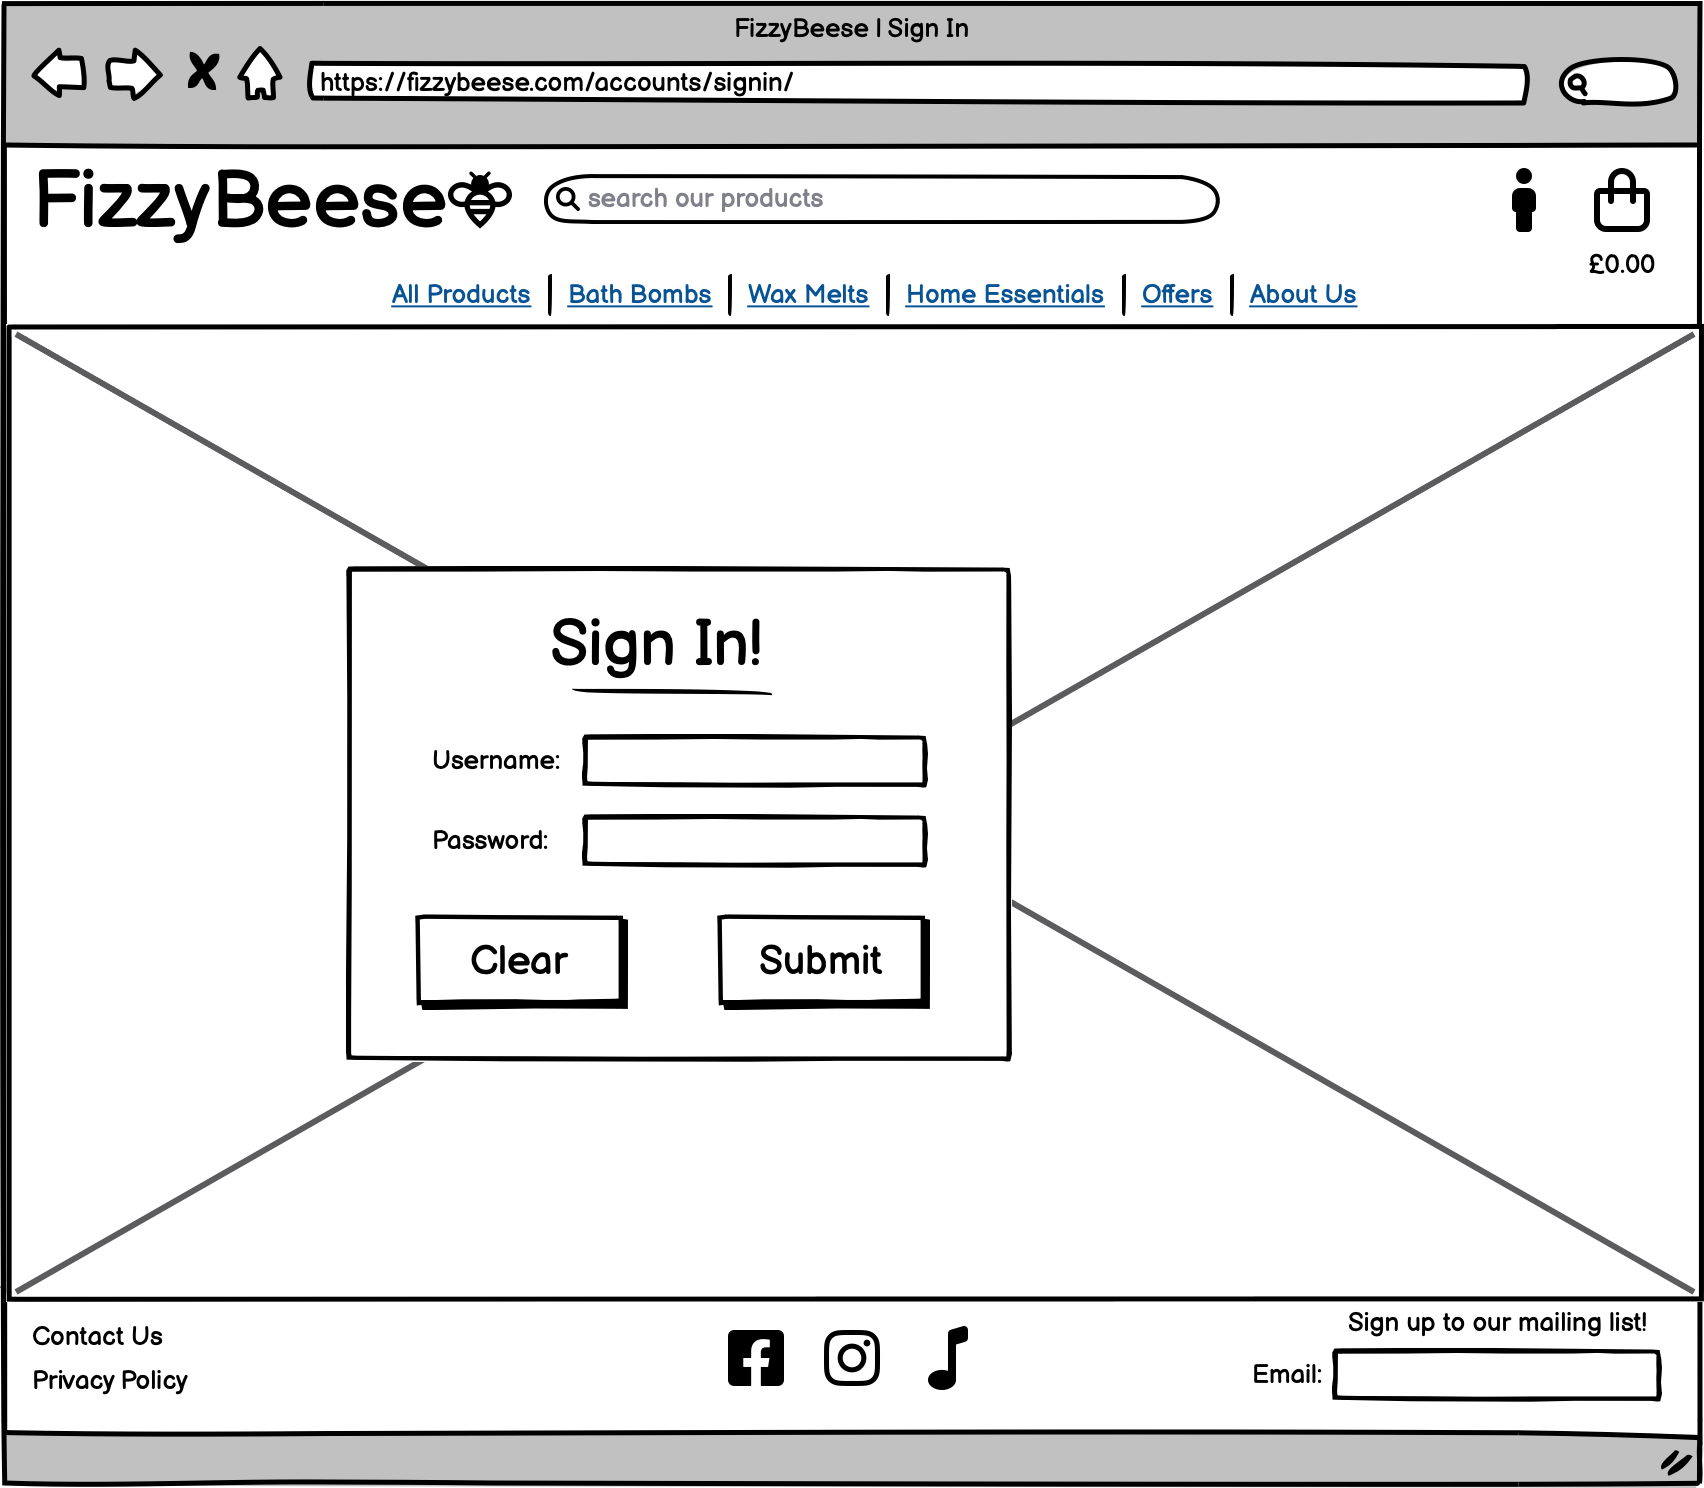 FizzyBeese | Sign In
https://fizzybeese.com/accounts/signin/
FizzyBeese
search our products
£0.00
All Products | Bath Bombs | Wax Melts | Home Essentials | Offers | About Us
Sign In!
Username:
Password:
Clear
Submit
Contact Us
Privacy Policy
Sign up to our mailing list!
Email: